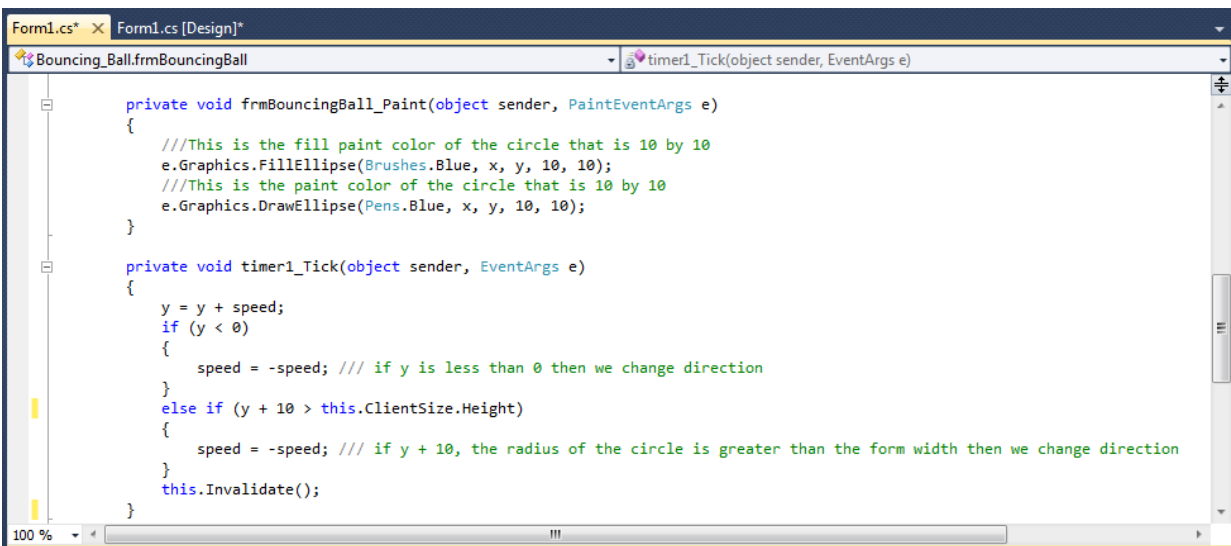 Form1.cs* Form1.cs [Design]*
Bouncing_Ball.frmBouncingBall timer1_Tick(object sender, EventArgs e)
private void frmBouncingBall_Paint(object sender, PaintEventArgs e)
{
///This is the fill paint color of the circle that is 10 by 10
e.Graphics.FillEllipse(Brushes.Blue, x, y, 10, 10);
///This is the paint color of the circle that is 10 by 10
e.Graphics.DrawEllipse(Pens.Blue, x, y, 10, 10);
}
private void timer1_Tick(object sender, EventArgs e)
{
y = y + speed;
if (y < 0)
{
speed = -speed; /// if y is less than 0 then we change direction
}
else if (y + 10 > this.ClientSize.Height)
{
speed = -speed; /// if y + 10, the radius of the circle is greater than the form width then we change direction
}
this.Invalidate();
}
100 %